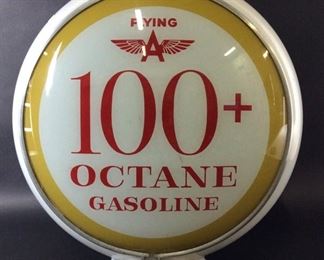 FLYING
A
100+
OCTANE
GASOLINE